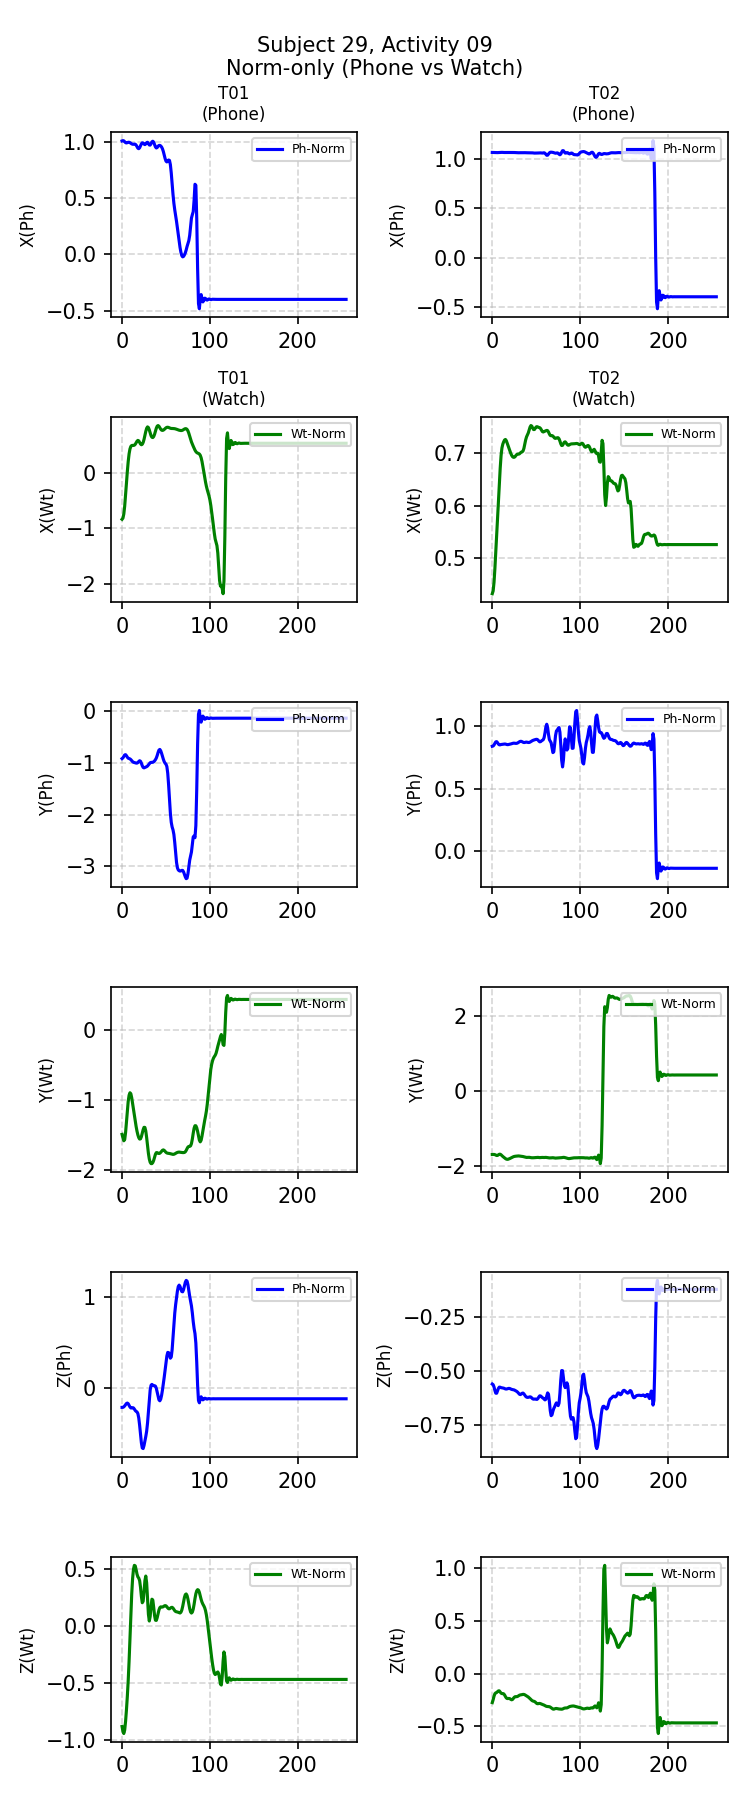 Subject 29, Activity 09
Norm-only (Phone vs Watch)
T01
(Phone)
T02
(Phone)
X(Ph)
1.0
0.5
0.0
−0.5
Ph-Norm
0 100 200
X(Ph)
1.0
0.5
0.0
−0.5
Ph-Norm
0 100 200
T01
(Watch)
T02
(Watch)
X(Wt)
0
−1
−2
Wt-Norm
0 100 200
X(Wt)
0.7
0.6
0.5
Wt-Norm
0 100 200
Y(Ph)
0
−1
−2
−3
Ph-Norm
0 100 200
Y(Ph)
1.0
0.5
0.0
Ph-Norm
0 100 200
Y(Wt)
0
−1
−2
Wt-Norm
0 100 200
Y(Wt)
2
0
−2
Wt-Norm
0 100 200
Z(Ph)
1
0
Ph-Norm
0 100 200
Z(Ph)
−0.25
−0.50
−0.75
Ph-Norm
0 100 200
Z(Wt)
0.5
0.0
−0.5
−1.0
Wt-Norm
0 100 200
Z(Wt)
1.0
0.5
0.0
−0.5
Wt-Norm
0 100 200